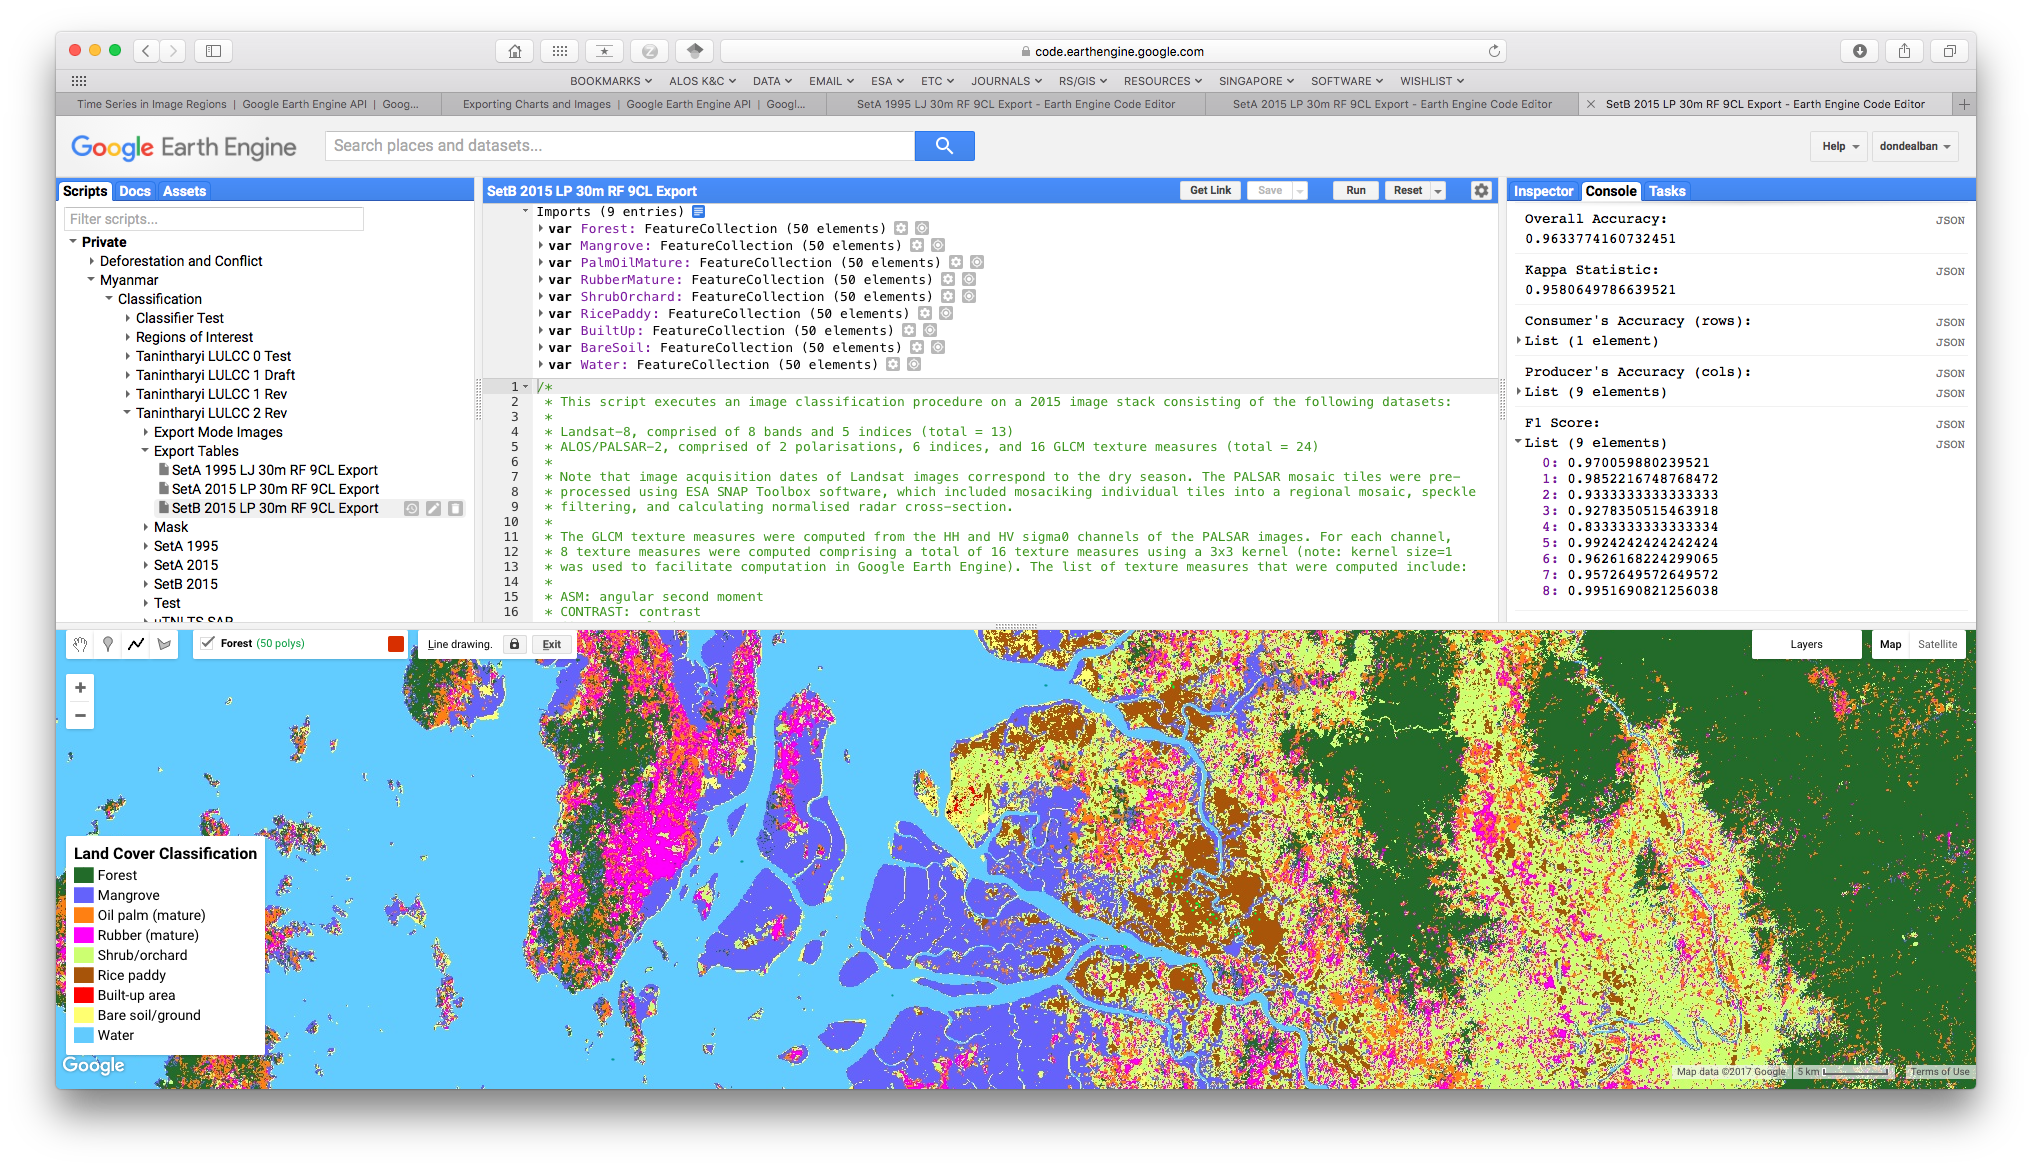 code.earthengine.google.com
BOOKMARKS ALOS K&C DATA EMAIL ESA ETC JOURNALS RS/GIS RESOURCES SINGAPORE SOFTWARE WISHLIST
Time Series in Image Regions | Google Earth Engine API | Goog...
Exporting Charts and Images | Google Earth Engine API | Googl...
SetA 1995 LJ 30m RF 9CL Export - Earth Engine Code Editor
SetA 2015 LP 30m RF 9CL Export - Earth Engine Code Editor
SetB 2015 LP 30m RF 9CL Export - Earth Engine Code Editor
Google Earth Engine
Search places and datasets...
Help
dondealban
Scripts Docs Assets
Filter scripts...
Private
Deforestation and Conflict
Myanmar
Classification
Classifier Test
Regions of Interest
Tanintharyi LULCC 0 Test
Tanintharyi LULCC 1 Draft
Tanintharyi LULCC 1 Rev
Tanintharyi LULCC 2 Rev
Export Mode Images
Export Tables
SetA 1995 LJ 30m RF 9CL Export
SetA 2015 LP 30m RF 9CL Export
SetB 2015 LP 30m RF 9CL Export
Mask
SetA 1995
SetA 2015
SetB 2015
Test
SetB 2015 LP 30m RF 9CL Export
Get Link Save Run Reset
Imports (9 entries)
var Forest: FeatureCollection (50 elements)
var Mangrove: FeatureCollection (50 elements)
var PalmOilMature: FeatureCollection (50 elements)
var RubberMature: FeatureCollection (50 elements)
var ShrubOrchard: FeatureCollection (50 elements)
var RicePaddy: FeatureCollection (50 elements)
var BuiltUp: FeatureCollection (50 elements)
var BareSoil: FeatureCollection (50 elements)
var Water: FeatureCollection (50 elements)
1 /*
2 * This script executes an image classification procedure on a 2015 image stack consisting of the following datasets:
3 *
4 * Landsat-8, comprised of 8 bands and 5 indices (total = 13)
5 * ALOS/PALSAR-2, comprised of 2 polarisations, 6 indices, and 16 GLCM texture measures (total = 24)
6 *
7 * Note that image acquisition dates of Landsat images correspond to the dry season. The PALSAR mosaic tiles were pre-
8 * processed using ESA SNAP Toolbox software, which included mosaicking individual tiles into a regional mosaic, speckle
9 * filtering, and calculating normalised radar cross-section.
10 *
11 * The GLCM texture measures were computed from the HH and HV sigma0 channels of the PALSAR images. For each channel,
12 * 8 texture measures were computed comprising a total of 16 texture measures using a 3x3 kernel (note: kernel size=1
13 * was used to facilitate computation in Google Earth Engine). The list of texture measures that were computed include:
14 *
15 * ASM: angular second moment
16 * CONTRAST: contrast
Inspector Console Tasks
Overall Accuracy: JSON
0.9633774160732451
Kappa Statistic: JSON
0.9580649786639521
Consumer's Accuracy (rows): JSON
List (1 element) JSON
Producer's Accuracy (cols): JSON
List (9 elements) JSON
F1 Score: JSON
List (9 elements) JSON
0: 0.970059880239521
1: 0.9852216748768472
2: 0.9333333333333333
3: 0.9278350515463918
4: 0.8333333333333334
5: 0.9924242424242424
6: 0.9626168224299065
7: 0.9572649572649572
8: 0.9951690821256038
Forest (50 polys)
Line drawing. Exit
Layers
Map Satellite
+
−
Land Cover Classification
Forest
Mangrove
Oil palm (mature)
Rubber (mature)
Shrub/orchard
Rice paddy
Built-up area
Bare soil/ground
Water
Google
Map data ©2017 Google 5 km Terms of Use